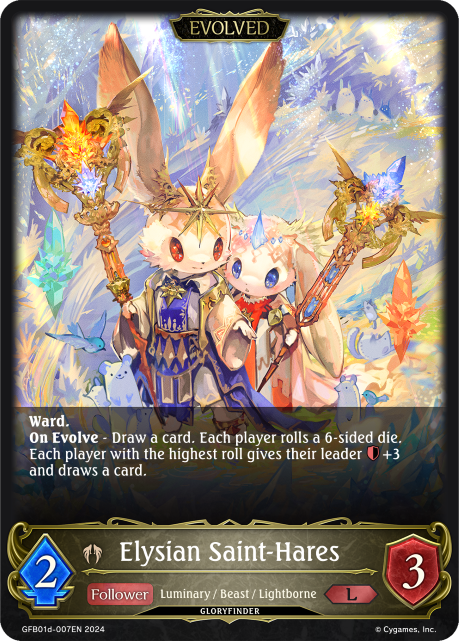 EVOLVED
Ward.
On Evolve - Draw a card. Each player rolls a 6-sided die.
Each player with the highest roll gives their leader +3
and draws a card.
2
Elysian Saint-Hares
3
Follower
Luminary / Beast / Lightborne
L
GLORYFINDER
GFB01d-007EN 2024
© Cygames, Inc.